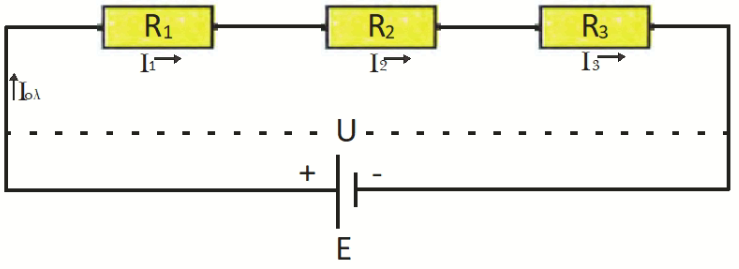 R1 R2 R3
I1 I2 I3
Iολ
U
+ -
E